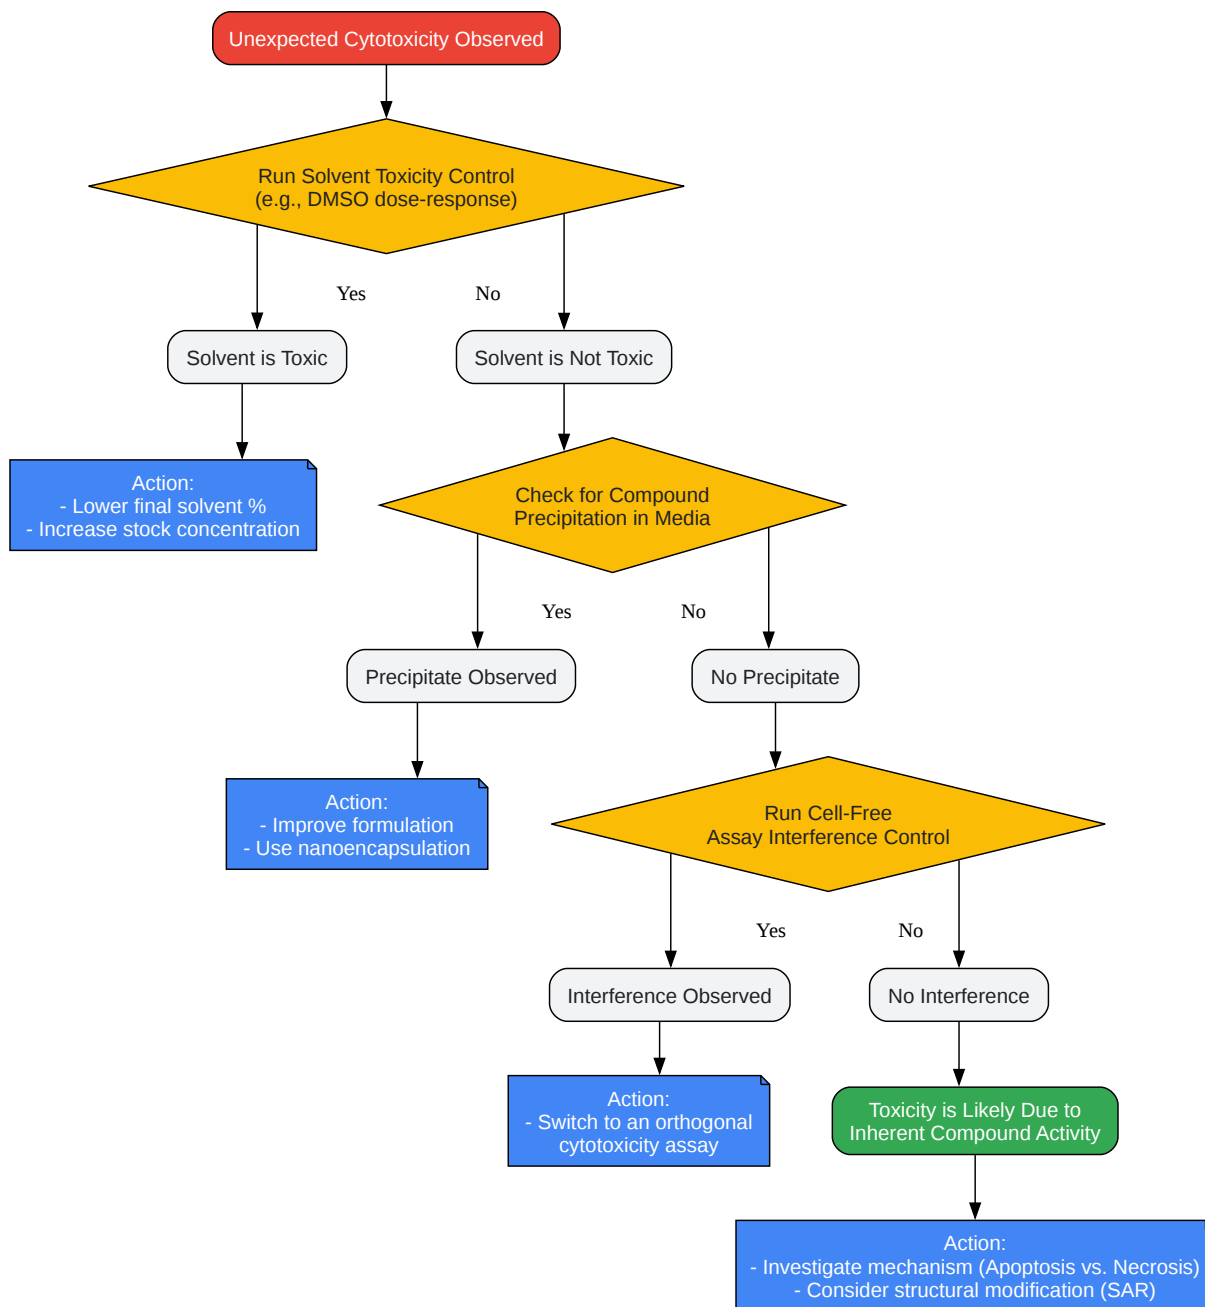 Unexpected Cytotoxicity Observed
Run Solvent Toxicity Control
(e.g., DMSO dose-response)
Yes
No
Solvent is Toxic
Solvent is Not Toxic
Action:
- Lower final solvent %
- Increase stock concentration
Check for Compound
Precipitation in Media
Yes
No
Precipitate Observed
No Precipitate
Action:
- Improve formulation
- Use nanoencapsulation
Run Cell-Free
Assay Interference Control
Yes
No
Interference Observed
No Interference
Action:
- Switch to an orthogonal
cytotoxicity assay
Toxicity is Likely Due to
Inherent Compound Activity
Action:
- Investigate mechanism (Apoptosis vs. Necrosis)
- Consider structural modification (SAR)